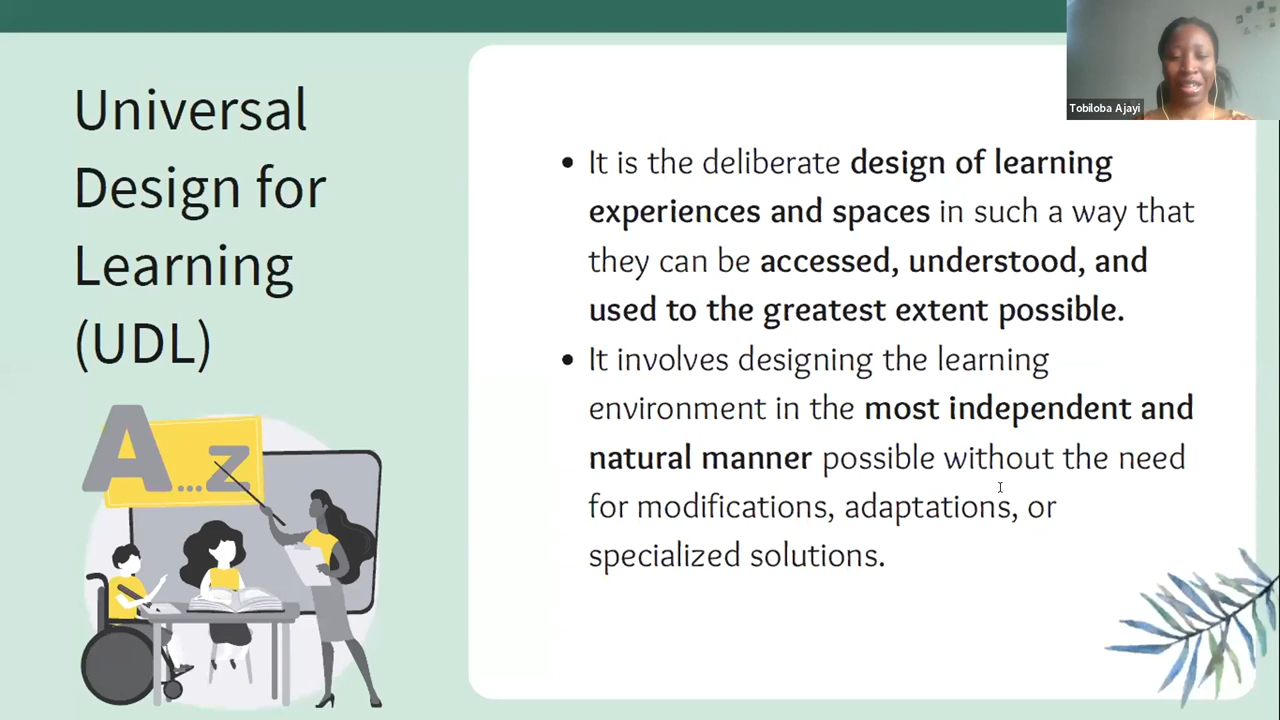 Universal
Design for
Learning
(UDL)
A...z
Tobiloba Ajayi
• It is the deliberate design of learning
experiences and spaces in such a way that
they can be accessed, understood, and
used to the greatest extent possible.
• It involves designing the learning
environment in the most independent and
natural manner possible without the need
for modifications, adaptations, or
specialized solutions.